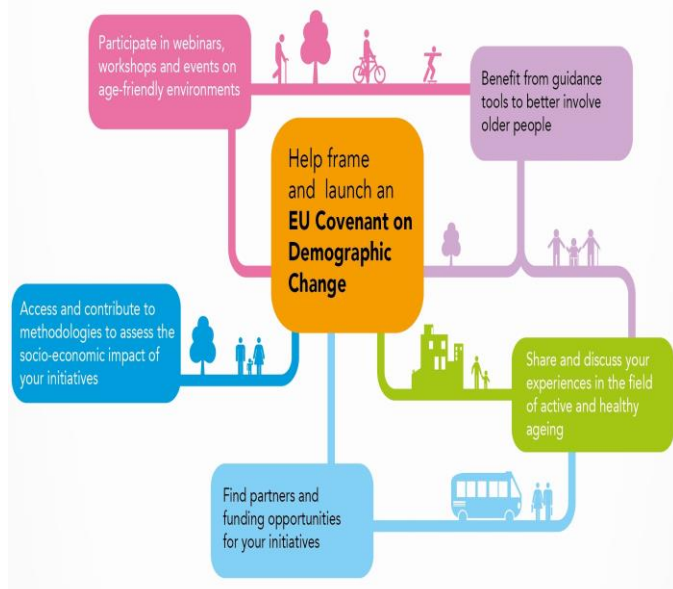 Participate in webinars,
workshops and events on
age-friendly environments
Benefit from guidance
tools to better involve
older people
Help frame
and launch an
EU Covenant on
Demographic
Change
Access and contribute to
methodologies to assess the
socio-economic impact of
your initiatives
Share and discuss your
experiences in the field
of active and healthy
ageing
Find partners and
funding opportunities
for your initiatives